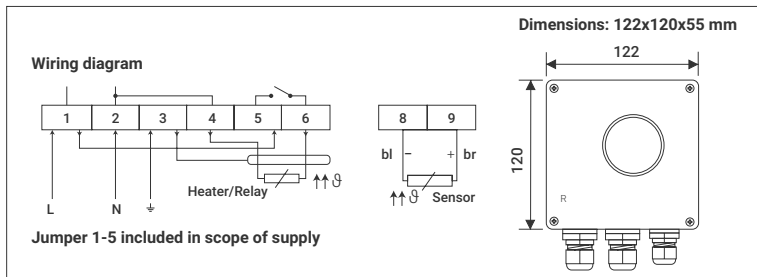 Dimensions: 122x120x55 mm
122
Wiring diagram
1 2 3 4 5 6
8 9
bl − + br
120
Heater/Relay ↑↑ϑ
↑↑ϑ Sensor
R
L N
Jumper 1-5 included in scope of supply